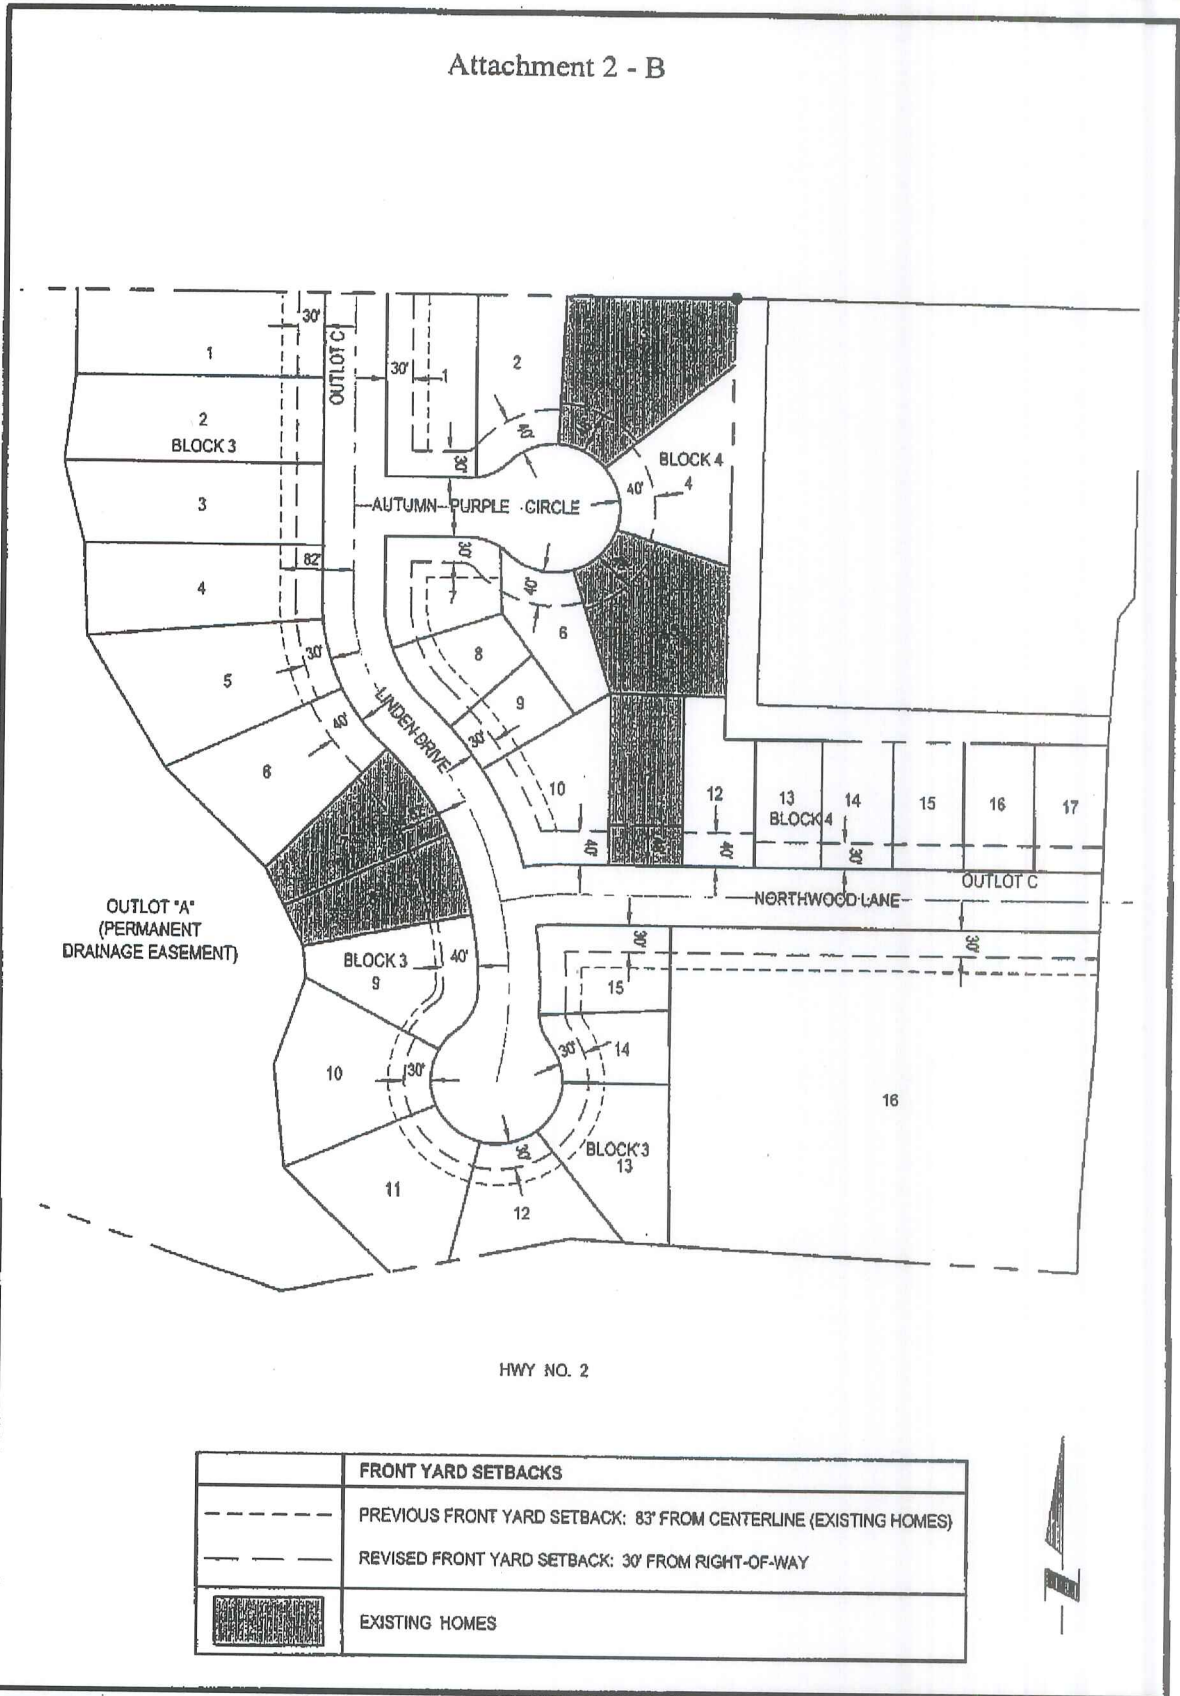 Attachment 2 - B
30'
1
OUTLOT C
30'
1
2
3
2
BLOCK 3
40'
30'
BLOCK 4
4
40'
3
AUTUMN PURPLE CIRCLE
82'
4
30'
7
40'
6
5
30'
8
9
LINDEN DRIVE
40'
30'
6
10
12
13
BLOCK 4
14
15
16
17
40'
40'
30'
OUTLOT C
NORTHWOOD LANE
OUTLOT "A"
(PERMANENT
DRAINAGE EASEMENT)
BLOCK 3
9
40'
30'
30'
15
10
30'
30'
14
16
30'
BLOCK 3
13
11
12
HWY NO. 2
FRONT YARD SETBACKS
PREVIOUS FRONT YARD SETBACK: 83' FROM CENTERLINE (EXISTING HOMES)
REVISED FRONT YARD SETBACK: 30' FROM RIGHT-OF-WAY
EXISTING HOMES